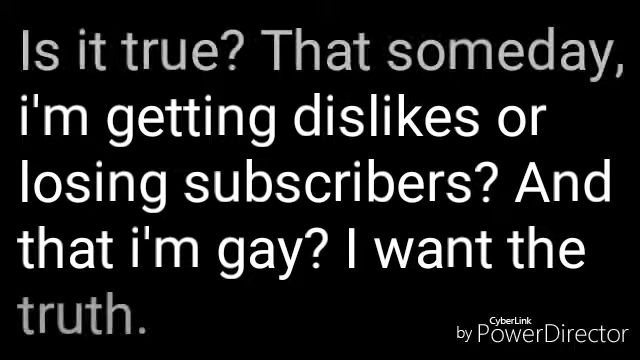 Is it true? That someday,
i'm getting dislikes or
losing subscribers? And
that i'm gay? I want the
truth.
CyberLink
by PowerDirector